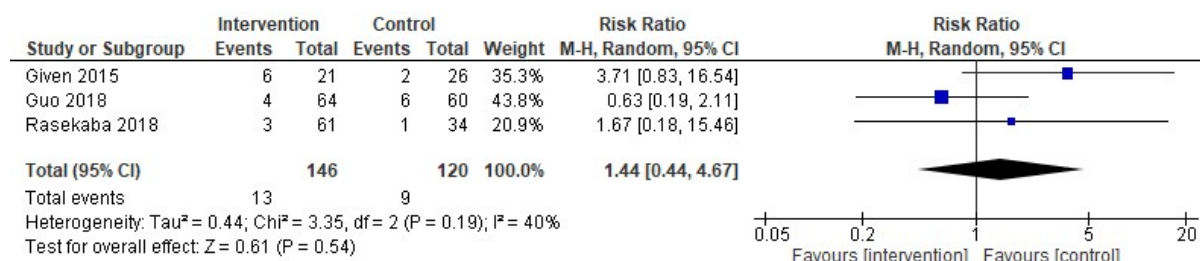 Intervention Control Risk Ratio Risk Ratio
Study or Subgroup Events Total Events Total Weight M-H, Random, 95% CI M-H, Random, 95% CI
Given 2015 6 21 2 26 35.3% 3.71 [0.83, 16.54]
Guo 2018 4 64 6 60 43.8% 0.63 [0.19, 2.11]
Rasekaba 2018 3 61 1 34 20.9% 1.67 [0.18, 15.46]
Total (95% CI) 146 120 100.0% 1.44 [0.44, 4.67]
Total events 13 9
Heterogeneity: Tau² = 0.44; Chi² = 3.35, df = 2 (P = 0.19); I² = 40%
Test for overall effect: Z = 0.61 (P = 0.54)
0.05 0.2 1 5 20
Favours [intervention] Favours [control]